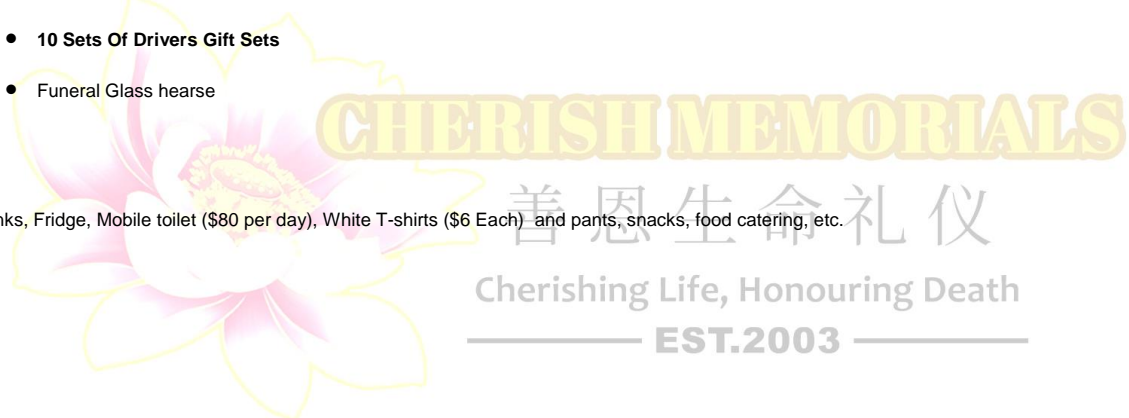 10 Sets Of Drivers Gift Sets
Funeral Glass hearse
CHERISH MEMORIALS
善恩生命礼仪
Fridge, Mobile toilet ($80 per day), White T-shirts ($6 Each) and pants, snacks, food catering, etc.
Cherishing Life, Honouring Death
EST.2003